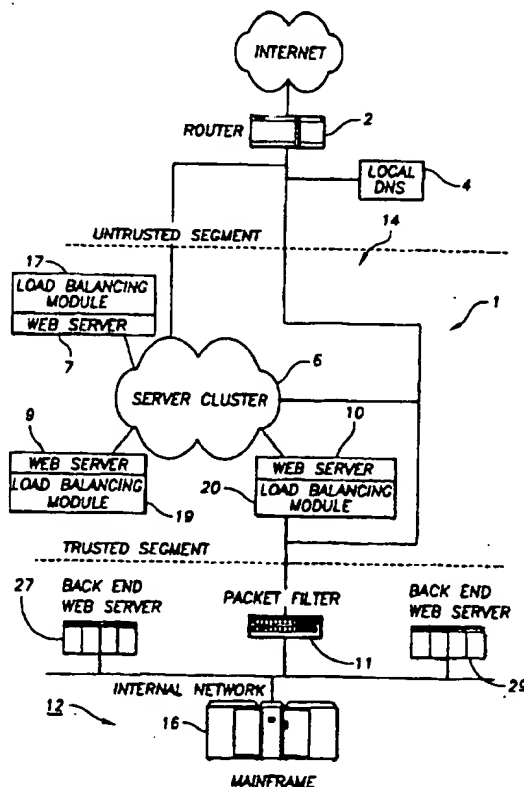 INTERNET
ROUTER
2
LOCAL
DNS
4
UNTRUSTED SEGMENT
14
17
LOAD BALANCING
MODULE
WEB SERVER
7
1
6
SERVER CLUSTER
9
WEB SERVER
LOAD BALANCING
MODULE
19
10
WEB SERVER
20
LOAD BALANCING
MODULE
TRUSTED SEGMENT
27
BACK END
WEB SERVER
PACKET FILTER
11
BACK END
WEB SERVER
29
INTERNAL NETWORK
12
16
MAINFRAME